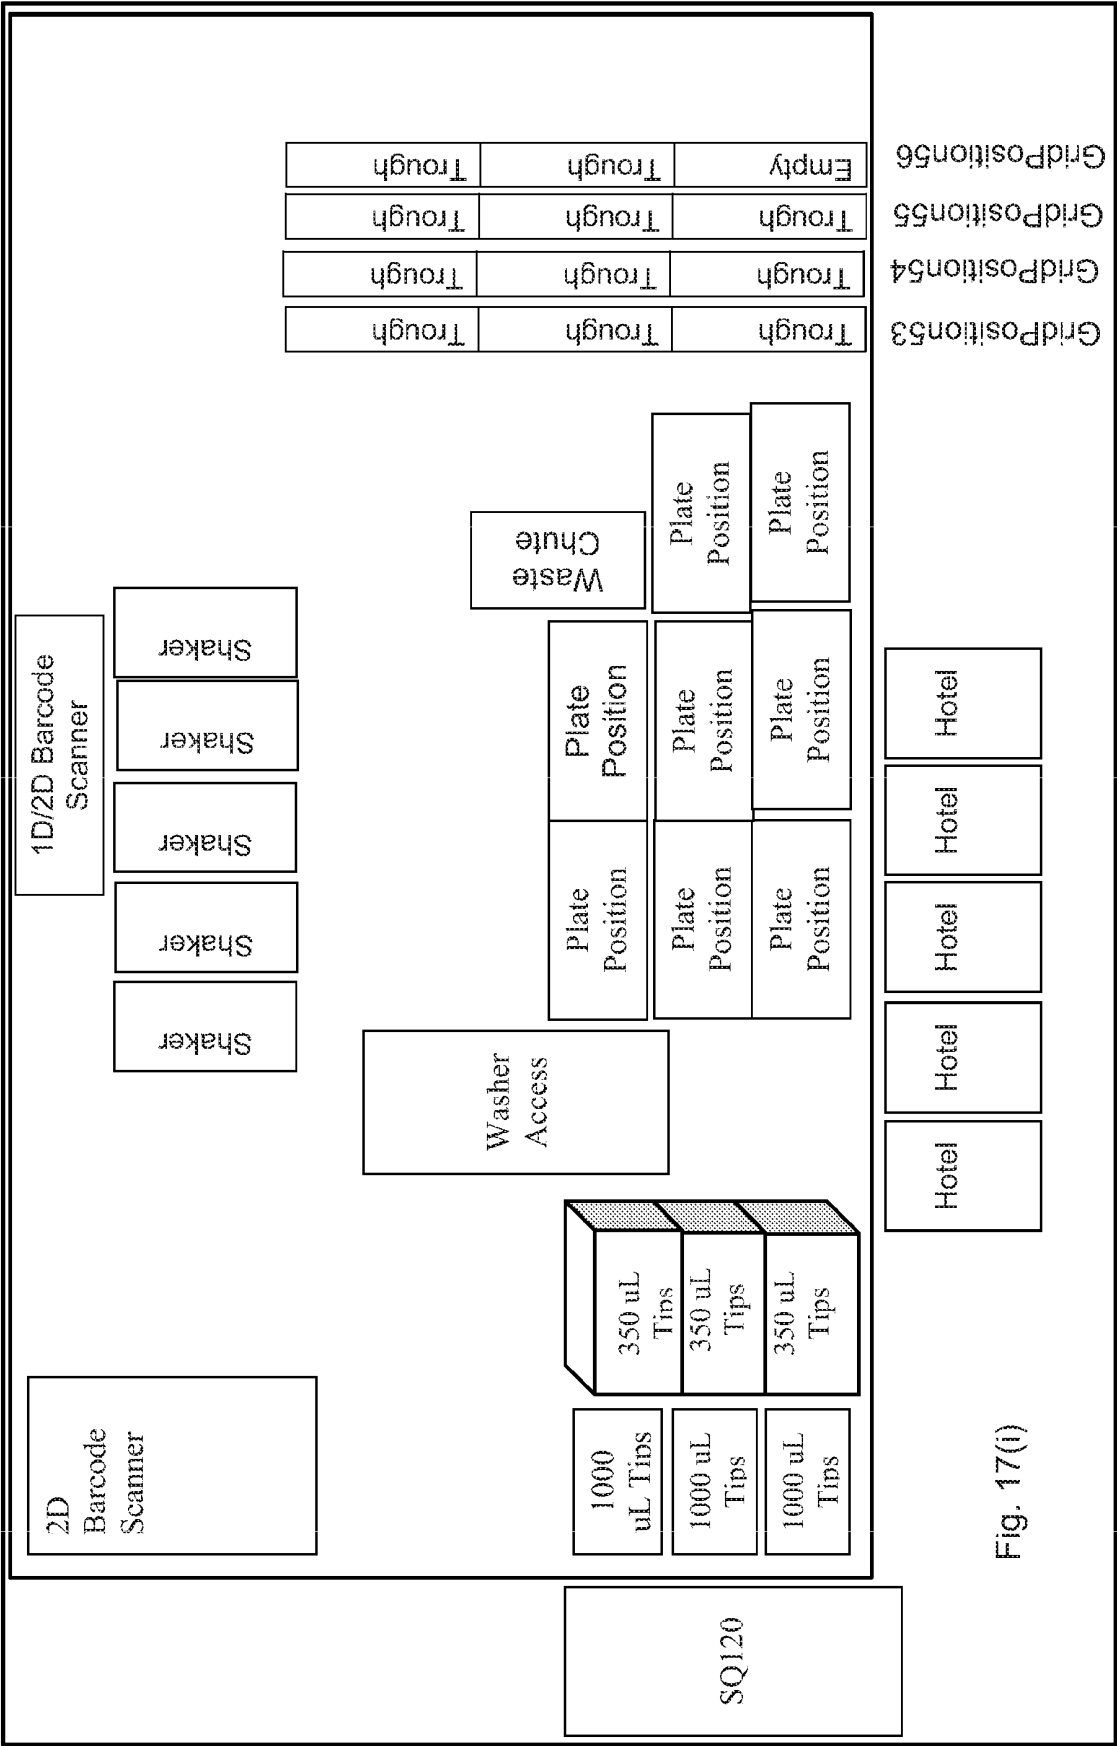 2D
Barcode
Scanner
1D/2D Barcode
Scanner
Shaker
Shaker
Shaker
Shaker
Shaker
Trough
Trough
Trough
Trough
Trough
Trough
Trough
Trough
Trough
Trough
Trough
Empty
Washer
Access
Waste
Chute
Plate
Position
Plate
Position
Plate
Position
Plate
Position
Plate
Position
Plate
Position
Plate
Position
Plate
Position
350 uL
Tips
350 uL
Tips
350 uL
Tips
1000
uL Tips
1000 uL
Tips
1000 uL
Tips
SQ120
Hotel
Hotel
Hotel
Hotel
Hotel
GridPosition53
GridPosition54
GridPosition55
GridPosition56
Fig. 17(i)